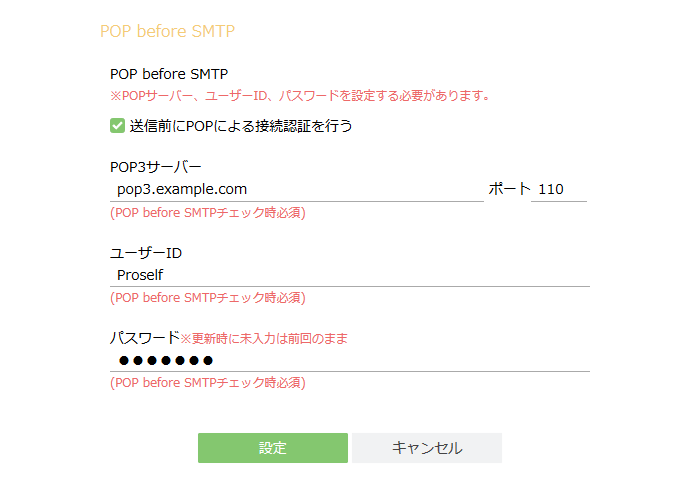 POP before SMTP
POP before SMTP
※POPサーバー、ユーザーID、パスワードを設定する必要があります。
送信前にPOPによる接続認証を行う
POP3サーバー
pop3.example.com ポート 110
(POP before SMTPチェック時必須)
ユーザーID
Proself
(POP before SMTPチェック時必須)
パスワード※更新時に未入力は前回のまま
●●●●●●●
(POP before SMTPチェック時必須)
設定 キャンセル